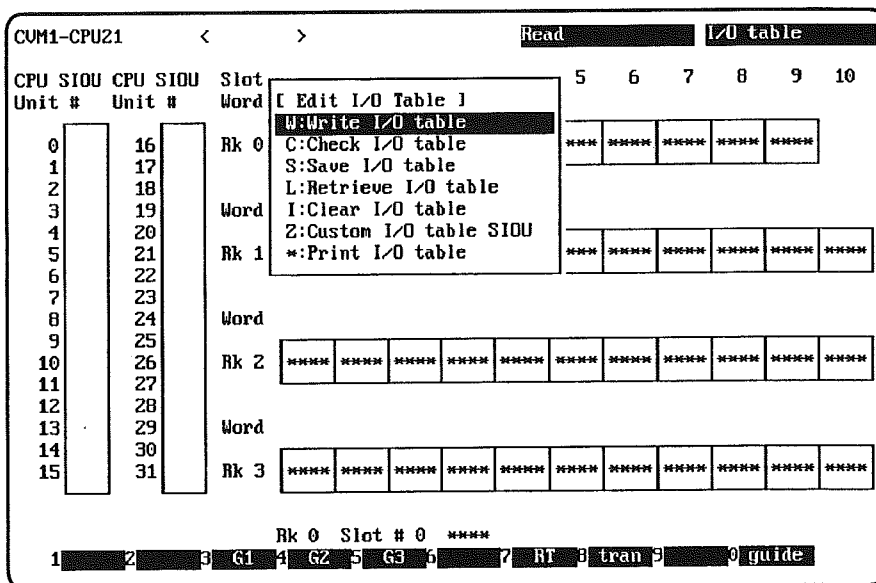 CVM1-CPU21 < > Read I/O table
CPU SIOU CPU SIOU Slot 5 6 7 8 9 10
Unit # Unit # Word [ Edit I/O Table ]
W:Write I/O table
0 16 Rk 0 C:Check I/O table *** **** **** **** ****
1 17 S:Save I/O table
2 18 L:Retrieve I/O table
3 19 Word I:Clear I/O table
4 20 Z:Custom I/O table SIOU
5 21 Rk 1 *:Print I/O table *** **** **** **** **** ****
6 22
7 23
8 24 Word
9 25
10 26 Rk 2 **** **** **** **** **** **** **** **** **** **** ****
11 27
12 28
13 29 Word
14 30
15 31 Rk 3 **** **** **** **** **** **** **** **** **** **** ****
Rk 0 Slot # 0 ****
1 2 3 G1 4 G2 5 G3 6 7 RT 8 tran 9 0 guide